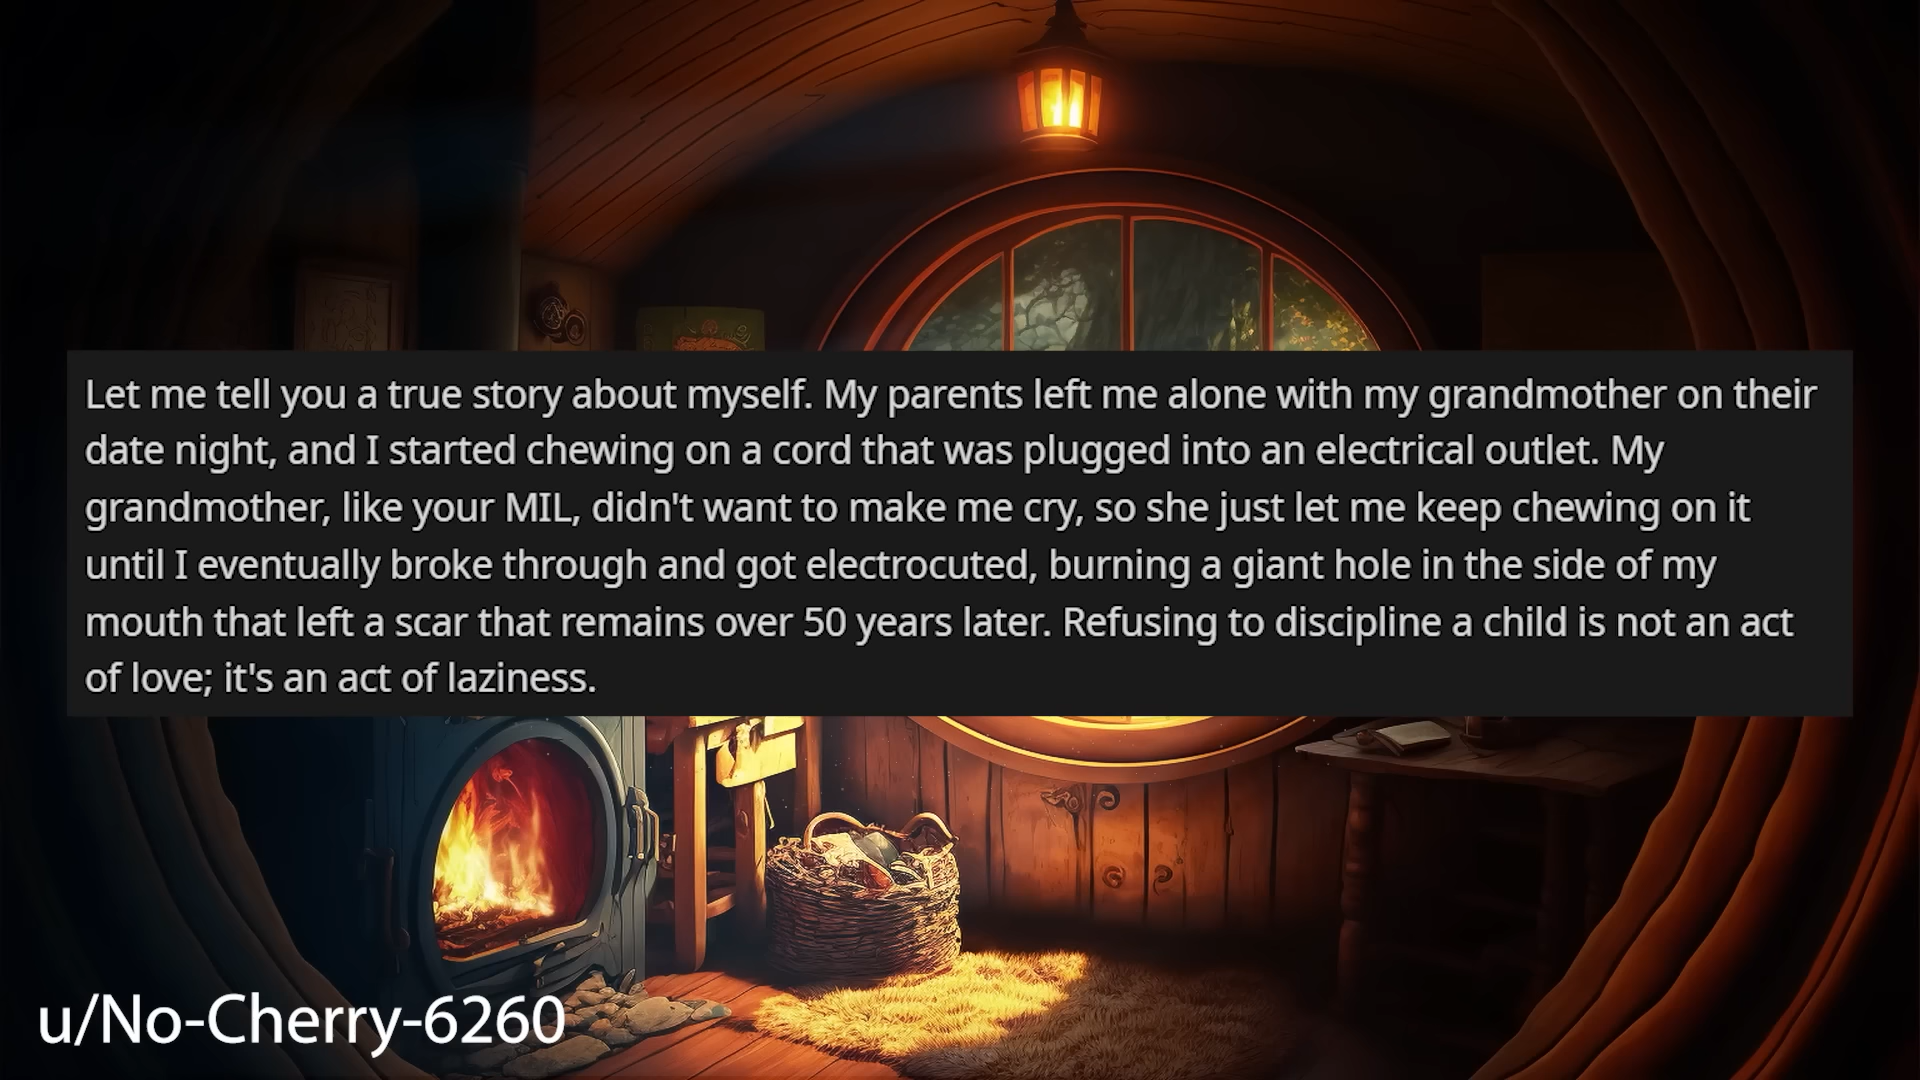 Let me tell you a true story about myself. My parents left me alone with my grandmother on their
date night, and I started chewing on a cord that was plugged into an electrical outlet. My
grandmother, like your MIL, didn't want to make me cry, so she just let me keep chewing on it
until I eventually broke through and got electrocuted, burning a giant hole in the side of my
mouth that left a scar that remains over 50 years later. Refusing to discipline a child is not an act
of love; it's an act of laziness.
u/No-Cherry-6260